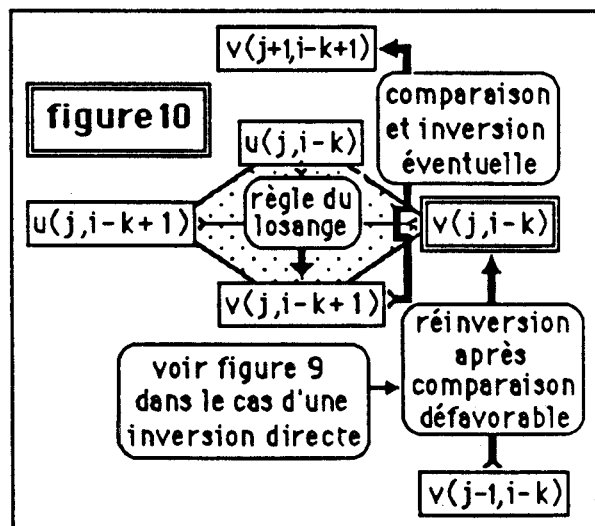 v(j+1,i-k+1)
figure 10
comparaison
et inversion
éventuelle
u(j,i-k)
règle du
losange
u(j,i-k+1)
v(j,i-k)
v(j,i-k+1)
réinversion
après
comparaison
défavorable
voir figure 9
dans le cas d'une
inversion directe
v(j-1,i-k)